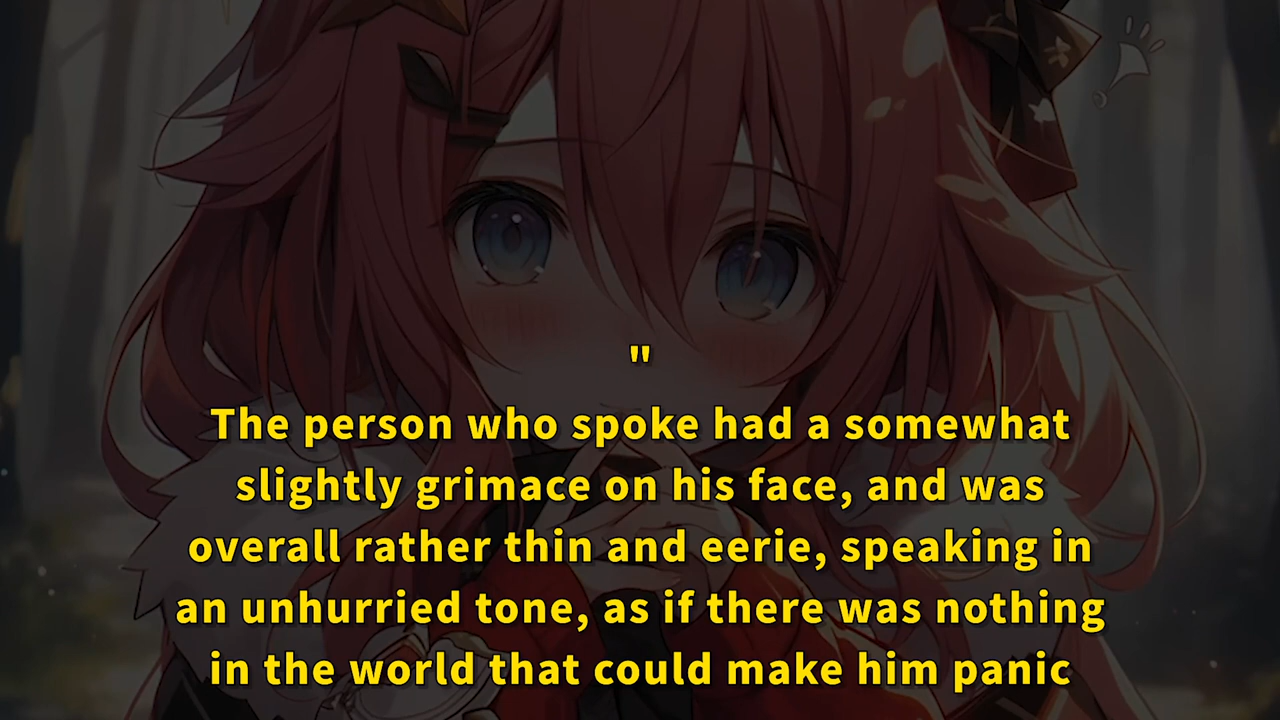 "
The person who spoke had a somewhat
slightly grimace on his face, and was
overall rather thin and eerie, speaking in
an unhurried tone, as if there was nothing
in the world that could make him panic